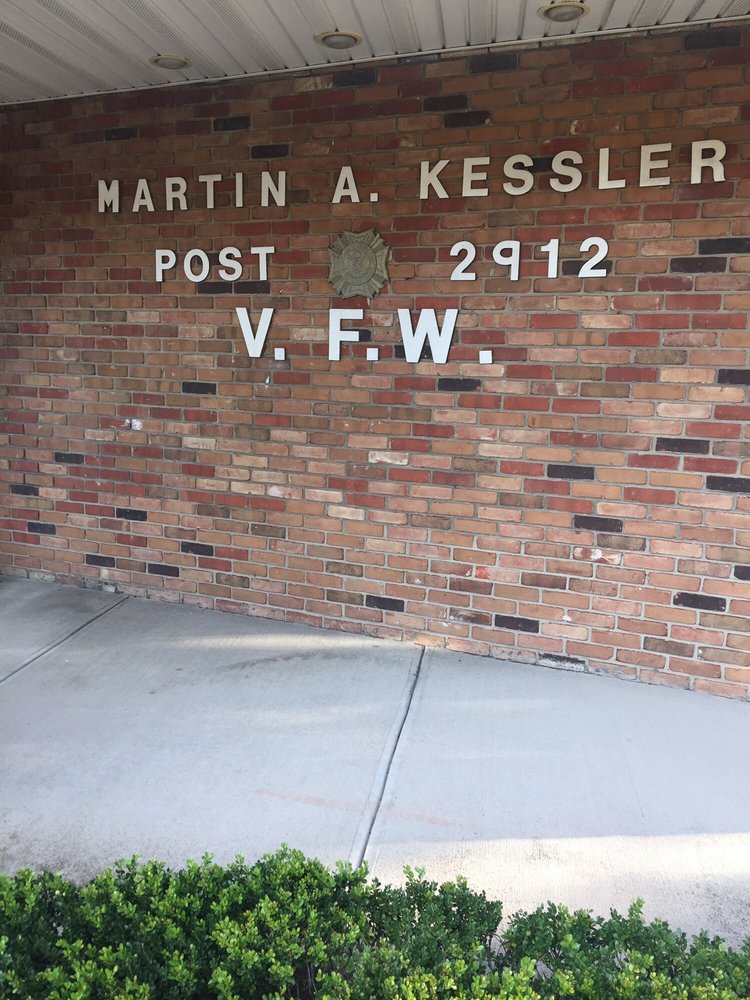 MARTIN A. KESSLER
POST 2912
V. F. W.